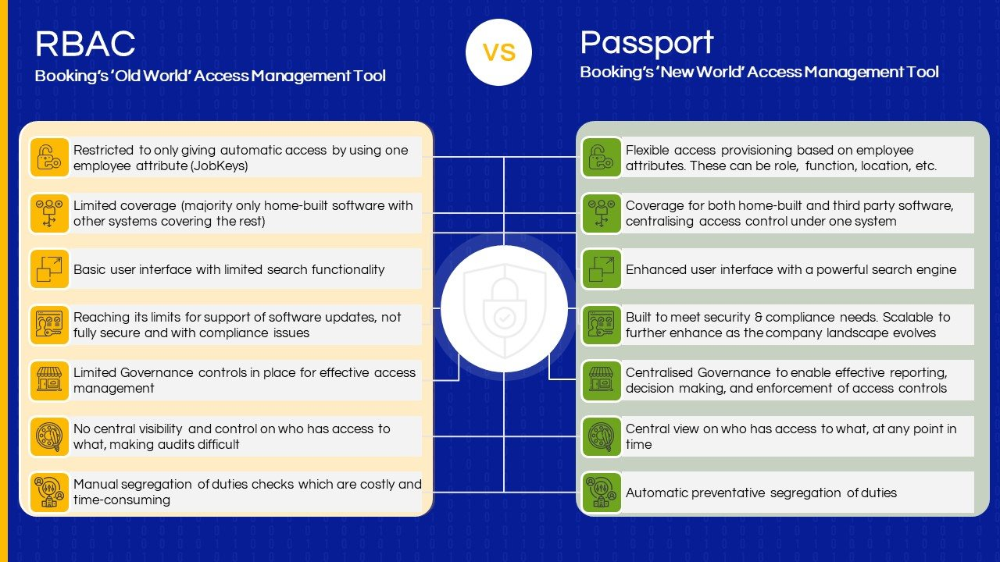 RBAC
Booking's 'Old World' Access Management Tool
VS
Passport
Booking's 'New World' Access Management Tool
Restricted to only giving automatic access by using one
employee attribute (JobKeys)
Limited coverage (majority only home-built software with
other systems covering the rest)
Basic user interface with limited search functionality
Reaching its limits for support of software updates, not
fully secure and with compliance issues
Limited Governance controls in place for effective access
management
No central visibility and control on who has access to
what, making audits difficult
Manual segregation of duties checks which are costly and
time-consuming
Flexible access provisioning based on employee
attributes. These can be role, function, location, etc.
Coverage for both home-built and third party software,
centralising access control under one system
Enhanced user interface with a powerful search engine
Built to meet security & compliance needs. Scalable to
further enhance as the company landscape evolves
Centralised Governance to enable effective reporting,
decision making, and enforcement of access controls
Central view on who has access to what, at any point in
time
Automatic preventative segregation of duties